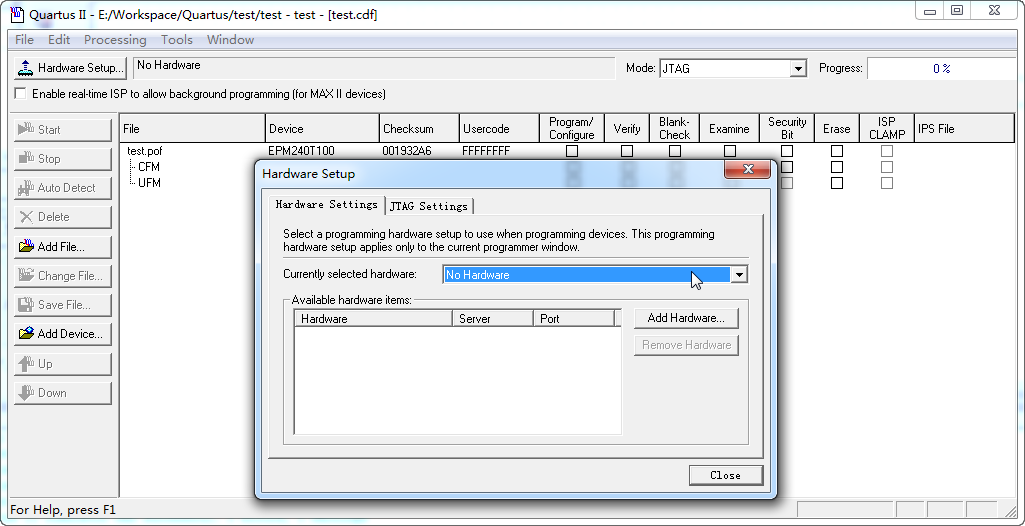 Quartus II - E:/Workspace/Quartus/test/test - test - [test.cdf]
File Edit Processing Tools Window
Hardware Setup... No Hardware Mode: JTAG Progress: 0 %
Enable real-time ISP to allow background programming (for MAX II devices)
Start
Stop
Auto Detect
Delete
Add File...
Change File...
Save File...
Add Device...
Up
Down
File Device Checksum Usercode Program/ Configure Verify Blank- Check Examine Security Bit Erase ISP CLAMP IPS File
test.pof EPM240T100 001932A6 FFFFFFFF
CFM
UFM
Hardware Setup
Hardware Settings JTAG Settings
Select a programming hardware setup to use when programming devices. This programming
hardware setup applies only to the current programmer window.
Currently selected hardware: No Hardware
Available hardware items:
Hardware Server Port
Add Hardware...
Remove Hardware
Close
For Help, press F1